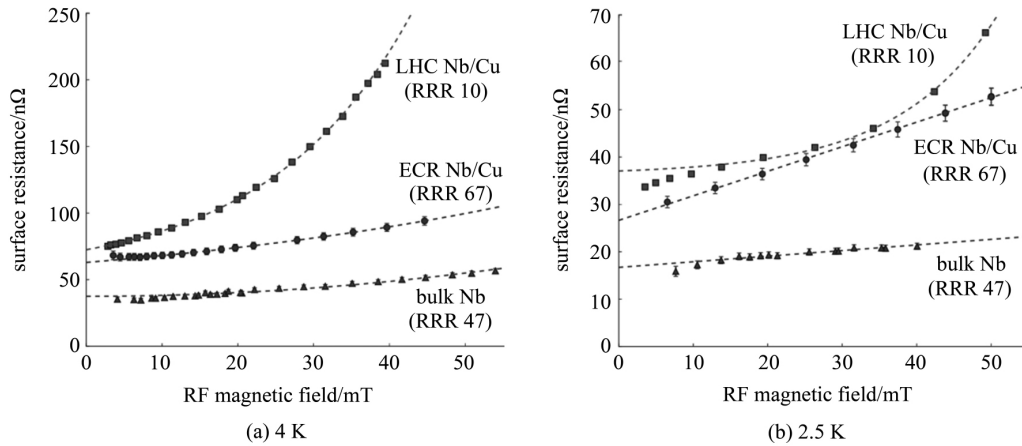 250
200
150
100
50
0
surface resistance/nΩ
LHC Nb/Cu
(RRR 10)
ECR Nb/Cu
(RRR 67)
bulk Nb
(RRR 47)
0 10 20 30 40 50
RF magnetic field/mT
(a) 4 K
70
60
50
40
30
20
10
0
surface resistance/nΩ
LHC Nb/Cu
(RRR 10)
ECR Nb/Cu
(RRR 67)
bulk Nb
(RRR 47)
0 10 20 30 40 50
RF magnetic field/mT
(b) 2.5 K